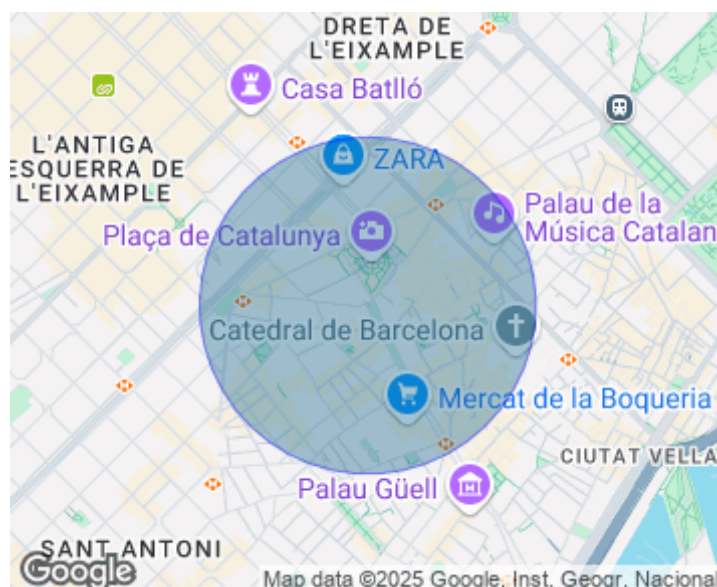 DRETA DE
L'EIXAMPLE
Casa Batlló
L'ANTIGA
ESQUERRA DE
L'EIXAMPLE
ZARA
Palau de la
Música Catalan
Plaça de Catalunya
Catedral de Barcelona
Mercat de la Boqueria
CIUTAT VELLA
Palau Güell
SANT ANTONI
Google
Map data ©2025 Google, Inst. Geogr. Nacional